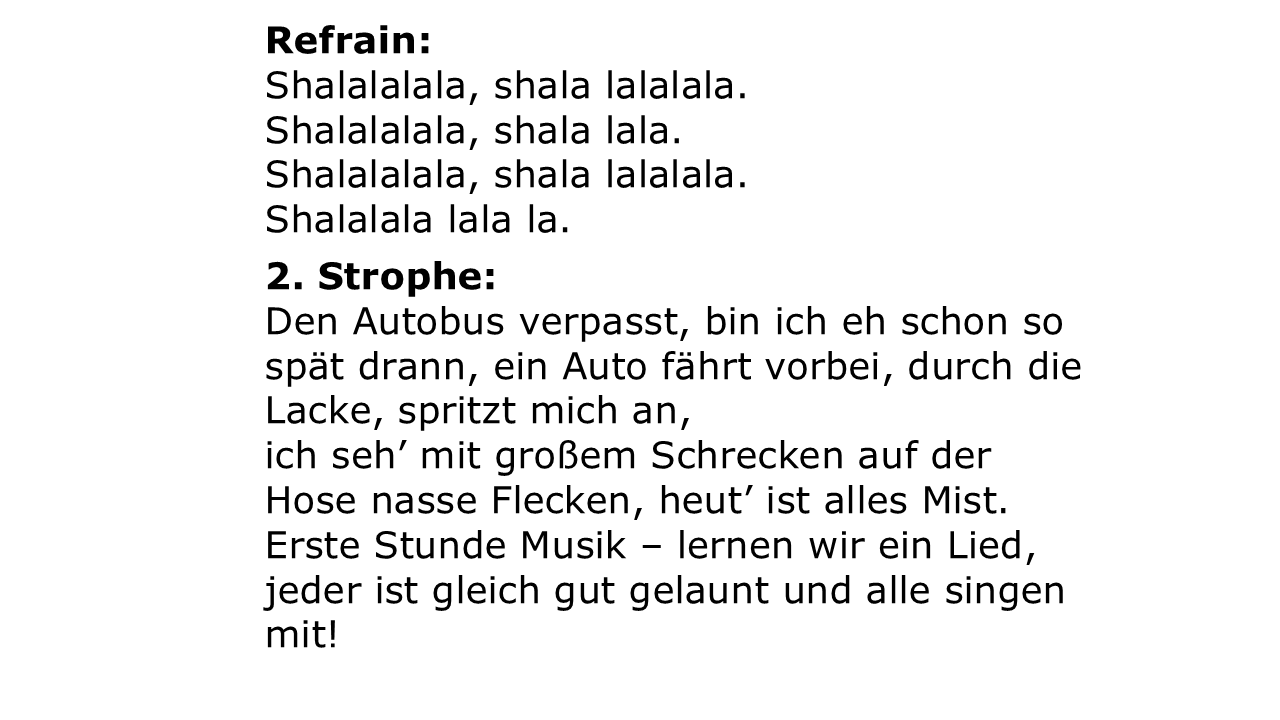 Refrain:
Shalalalala, shala lalalala.
Shalalalala, shala lala.
Shalalalala, shala lalalala.
Shalalala lala la.
2. Strophe:
Den Autobus verpasst, bin ich eh schon so
spät drann, ein Auto fährt vorbei, durch die
Lacke, spritzt mich an,
ich seh’ mit großem Schrecken auf der
Hose nasse Flecken, heut’ ist alles Mist.
Erste Stunde Musik – lernen wir ein Lied,
jeder ist gleich gut gelaunt und alle singen
mit!